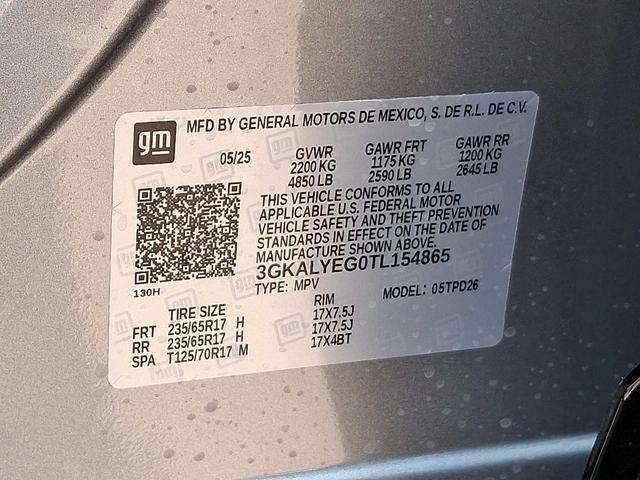 gm
MFD BY GENERAL MOTORS DE MEXICO, S. DE R.L. DE C.V.
05/25 GVWR GAWR FRT GAWR RR
2200 KG 1175 KG 1200 KG
4850 LB 2590 LB 2645 LB
THIS VEHICLE CONFORMS TO ALL
APPLICABLE U.S. FEDERAL MOTOR
VEHICLE SAFETY AND THEFT PREVENTION
STANDARDS IN EFFECT ON THE DATE OF
MANUFACTURE SHOWN ABOVE.
3GKALYEG0TL154865
130H
TYPE: MPV MODEL: 05TPD26
TIRE SIZE RIM
FRT 235/65R17 H 17X7.5J
RR 235/65R17 H 17X7.5J
SPA T125/70R17 M 17X4BT